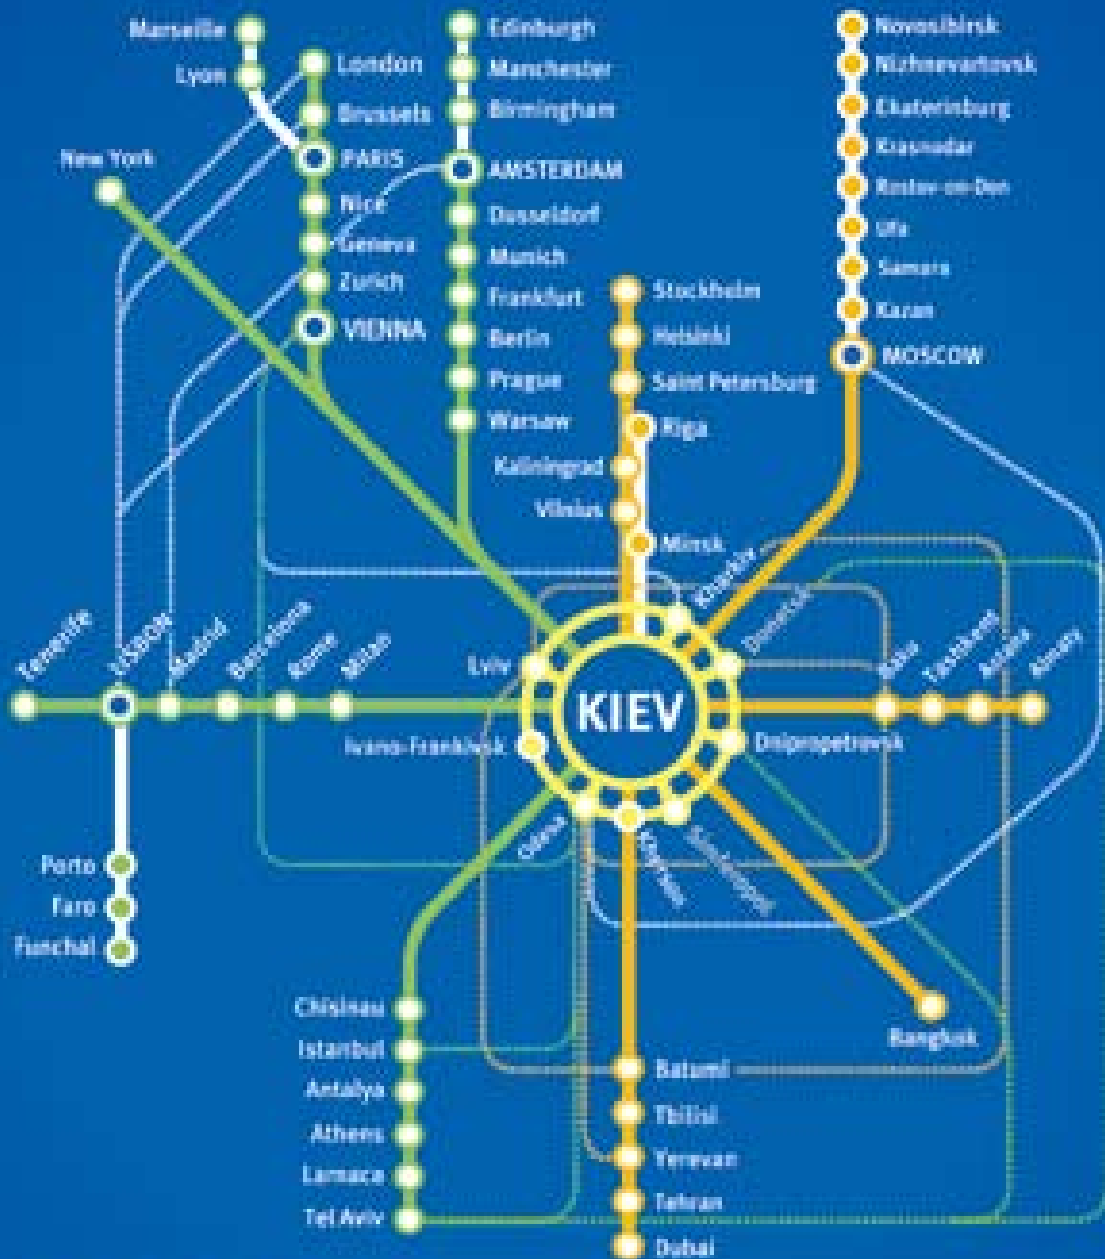 Marseille
Lyon
London
Brussels
PARIS
Nice
Geneva
Zurich
VIENNA
New York
Edinburgh
Manchester
Birmingham
AMSTERDAM
Dusseldorf
Munich
Frankfurt
Berlin
Prague
Warsaw
Stockholm
Helsinki
Saint Petersburg
Riga
Kaliningrad
Vilnius
Minsk
Novosibirsk
Nizhnevartovsk
Ekaterinburg
Krasnodar
Rostov-on-Don
Ufa
Samara
Kazan
MOSCOW
Tenerife
LISBON
Madrid
Barcelona
Rome
Milan
Lviv
Ivano-Frankivsk
KIEV
Kharkiv
Donetsk
Dnipropetrovsk
Odesa
Kherson
Simferopol
Baku
Tashkent
Astana
Almaty
Porto
Faro
Funchal
Chisinau
Istanbul
Antalya
Athens
Larnaca
Tel Aviv
Batumi
Tbilisi
Yerevan
Tehran
Dubai
Bangkok